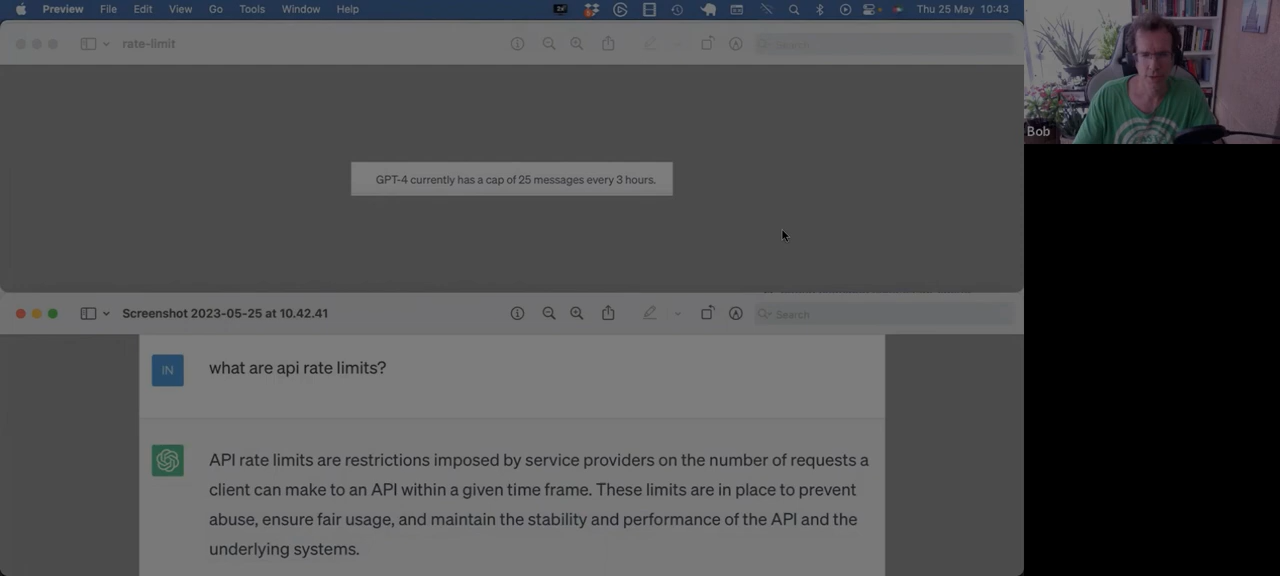 Preview File Edit View Go Tools Window Help Thu 25 May 10:43
rate-limit
Search
GPT-4 currently has a cap of 25 messages every 3 hours.
Bob
Screenshot 2023-05-25 at 10.42.41
Search
IN
what are api rate limits?
API rate limits are restrictions imposed by service providers on the number of requests a
client can make to an API within a given time frame. These limits are in place to prevent
abuse, ensure fair usage, and maintain the stability and performance of the API and the
underlying systems.